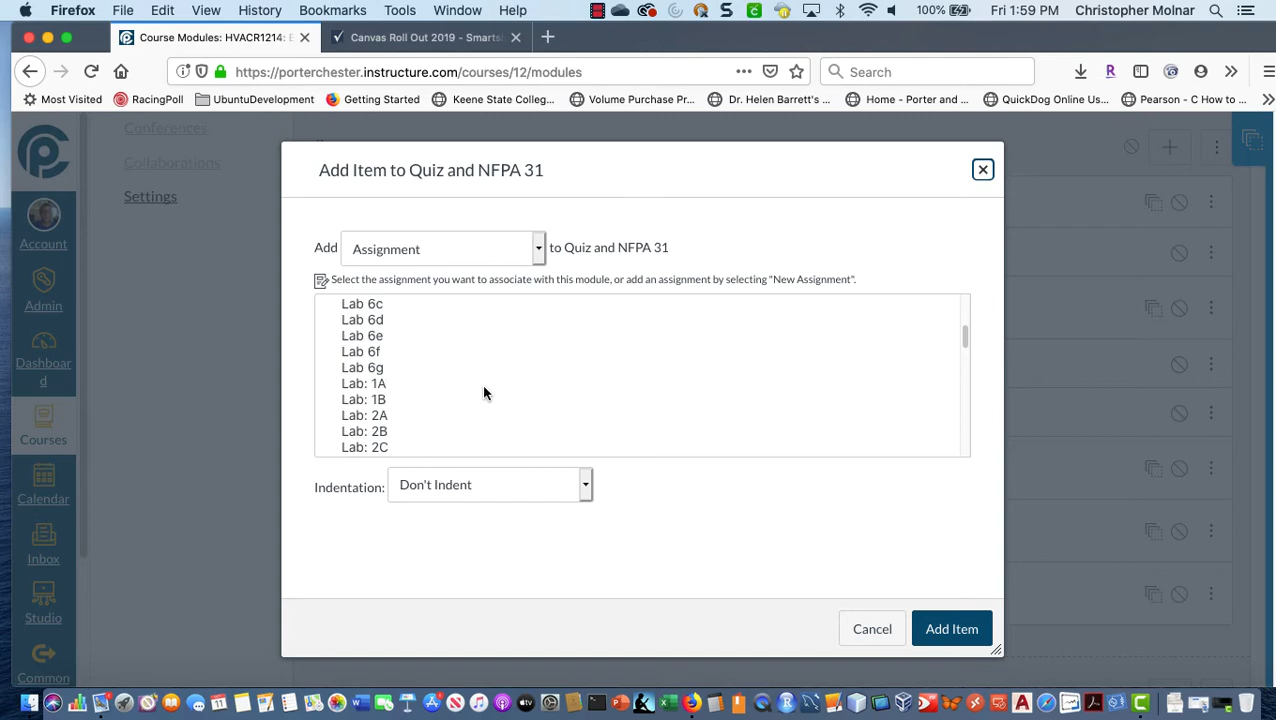 Firefox File Edit View History Bookmarks Tools Window Help 100% Fri 1:59 PM Christopher Molnar
Course Modules: HVACR1214: E
Canvas Roll Out 2019 - Smarts
https://porterchester.instructure.com/courses/12/modules
Search
Most Visited RacingPoll UbuntuDevelopment Getting Started Keene State Colleg... Volume Purchase Pr... Dr. Helen Barrett's ... Home - Porter and ... QuickDog Online Us... Pearson - C How to ...
Conferences
Collaborations
Settings
Account
Admin
Dashboar
d
Courses
Calendar
Inbox
Studio
Common
Add Item to Quiz and NFPA 31
Add Assignment to Quiz and NFPA 31
Select the assignment you want to associate with this module, or add an assignment by selecting "New Assignment".
Lab 6c
Lab 6d
Lab 6e
Lab 6f
Lab 6g
Lab: 1A
Lab: 1B
Lab: 2A
Lab: 2B
Lab: 2C
Indentation: Don't Indent
Cancel Add Item